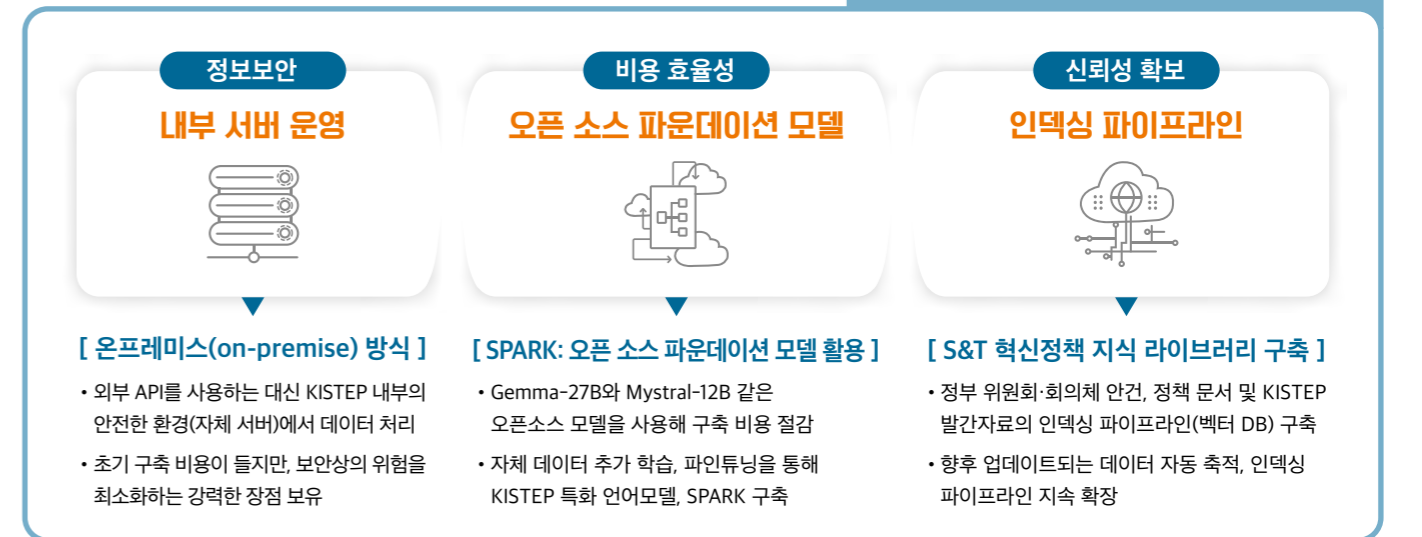 정보보안
내부 서버 운영
[ 온프레미스(on-premise) 방식 ]
• 외부 API를 사용하는 대신 KISTEP 내부의
안전한 환경(자체 서버)에서 데이터 처리
• 초기 구축 비용이 들지만, 보안상의 위험을
최소화하는 강력한 장점 보유
비용 효율성
오픈 소스 파운데이션 모델
[ SPARK: 오픈 소스 파운데이션 모델 활용 ]
• Gemma-27B와 Mystral-12B 같은
오픈소스 모델을 사용해 구축 비용 절감
• 자체 데이터 추가 학습, 파인튜닝을 통해
KISTEP 특화 언어모델, SPARK 구축
신뢰성 확보
인덱싱 파이프라인
[ S&T 혁신정책 지식 라이브러리 구축 ]
• 정부 위원회·회의체 안건, 정책 문서 및 KISTEP
발간자료의 인덱싱 파이프라인(벡터 DB) 구축
• 향후 업데이트되는 데이터 자동 축적, 인덱싱
파이프라인 지속 확장